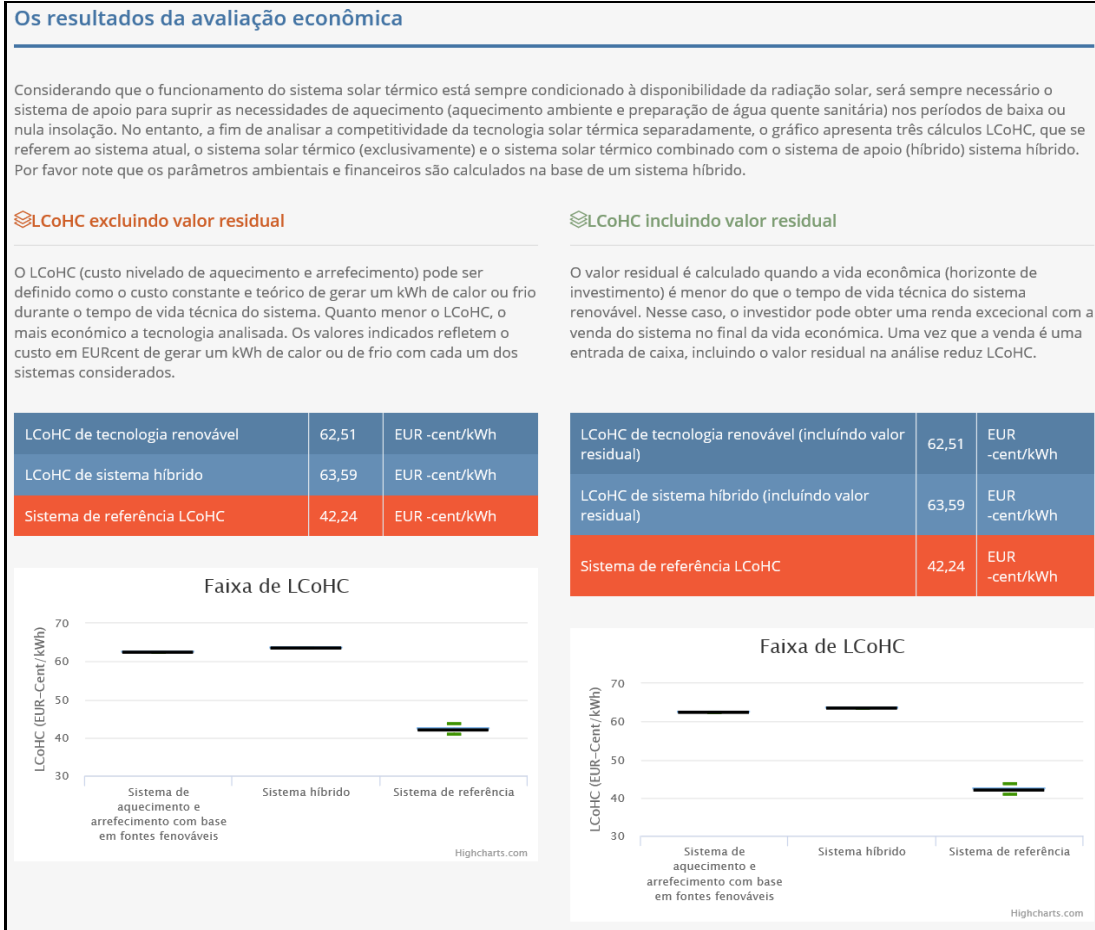 Os resultados da avaliação econômica
Considerando que o funcionamento do sistema solar térmico está sempre condicionado à disponibilidade da radiação solar, será sempre necessário o
sistema de apoio para suprir as necessidades de aquecimento (aquecimento ambiente e preparação de água quente sanitária) nos períodos de baixa ou
nula insolação. No entanto, a fim de analisar a competitividade da tecnologia solar térmica separadamente, o gráfico apresenta três cálculos LCoHC, que se
referem ao sistema atual, o sistema solar térmico (exclusivamente) e o sistema solar térmico combinado com o sistema de apoio (híbrido) sistema híbrido.
Por favor note que os parâmetros ambientais e financeiros são calculados na base de um sistema híbrido.
LCoHC excluindo valor residual
O LCoHC (custo nivelado de aquecimento e arrefecimento) pode ser
definido como o custo constante e teórico de gerar um kWh de calor ou frio
durante o tempo de vida técnica do sistema. Quanto menor o LCoHC, o
mais económico a tecnologia analisada. Os valores indicados refletem o
custo em EURcent de gerar um kWh de calor ou de frio com cada um dos
sistemas considerados.
LCoHC de tecnologia renovável 62,51 EUR -cent/kWh
LCoHC de sistema híbrido 63,59 EUR -cent/kWh
Sistema de referência LCoHC 42,24 EUR -cent/kWh
Faixa de LCoHC
LCoHC (EUR-Cent/kWh)
70
60
50
40
30
Sistema de
aquecimento e
arrefecimento com base
em fontes fenováveis
Sistema híbrido
Sistema de referência
Highcharts.com
LCoHC incluindo valor residual
O valor residual é calculado quando a vida econômica (horizonte de
investimento) é menor do que o tempo de vida técnica do sistema
renovável. Nesse caso, o investidor pode obter uma renda excecional com a
venda do sistema no final da vida económica. Uma vez que a venda é uma
entrada de caixa, incluindo o valor residual na análise reduz LCoHC.
LCoHC de tecnologia renovável (incluíndo valor
residual)
62,51
EUR
-cent/kWh
LCoHC de sistema híbrido (incluíndo valor
residual)
63,59
EUR
-cent/kWh
Sistema de referência LCoHC
42,24
EUR
-cent/kWh
Faixa de LCoHC
LCoHC (EUR-Cent/kWh)
70
60
50
40
30
Sistema de
aquecimento e
arrefecimento com base
em fontes fenováveis
Sistema híbrido
Sistema de referência
Highcharts.com